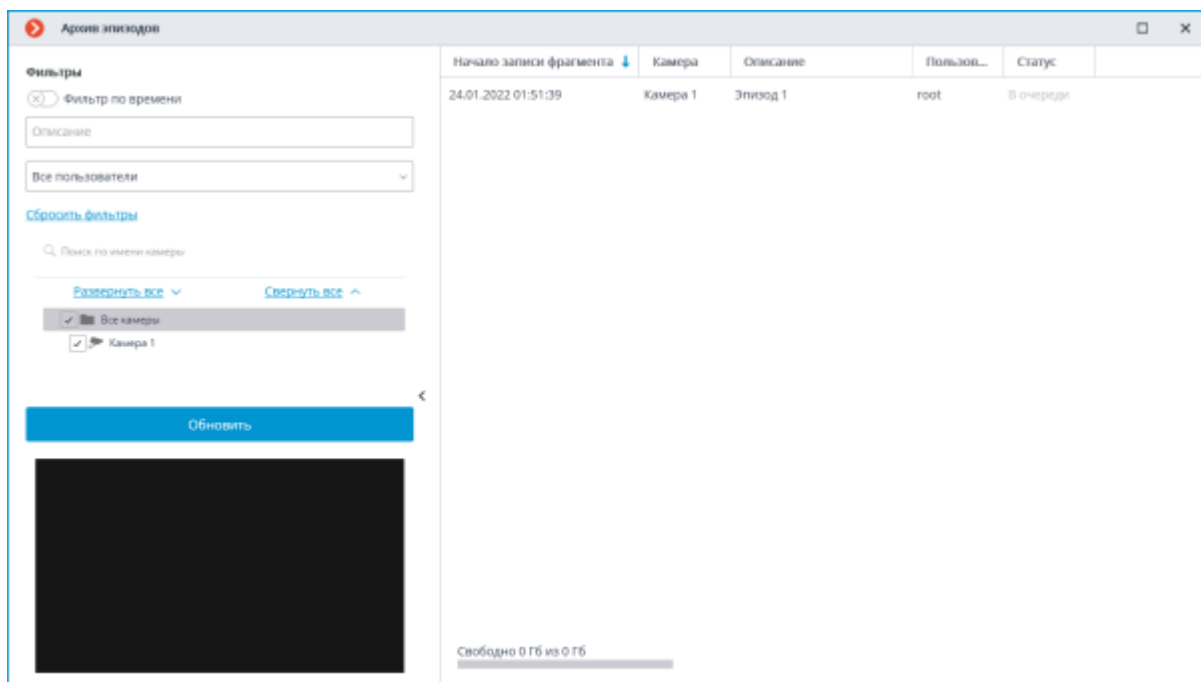 Архив эпизодов
Фильтры
Фильтр по времени
Описание
Все пользователи
Сбросить фильтры
Поиск по имени камеры
Развернуть все
Свернуть все
Все камеры
Камера 1
Обновить
Начало записи фрагмента
Камера
Описание
Пользов...
Статус
24.01.2022 01:51:39
Камера 1
Эпизод 1
root
В очереди
Свободно 0 Гб из 0 Гб